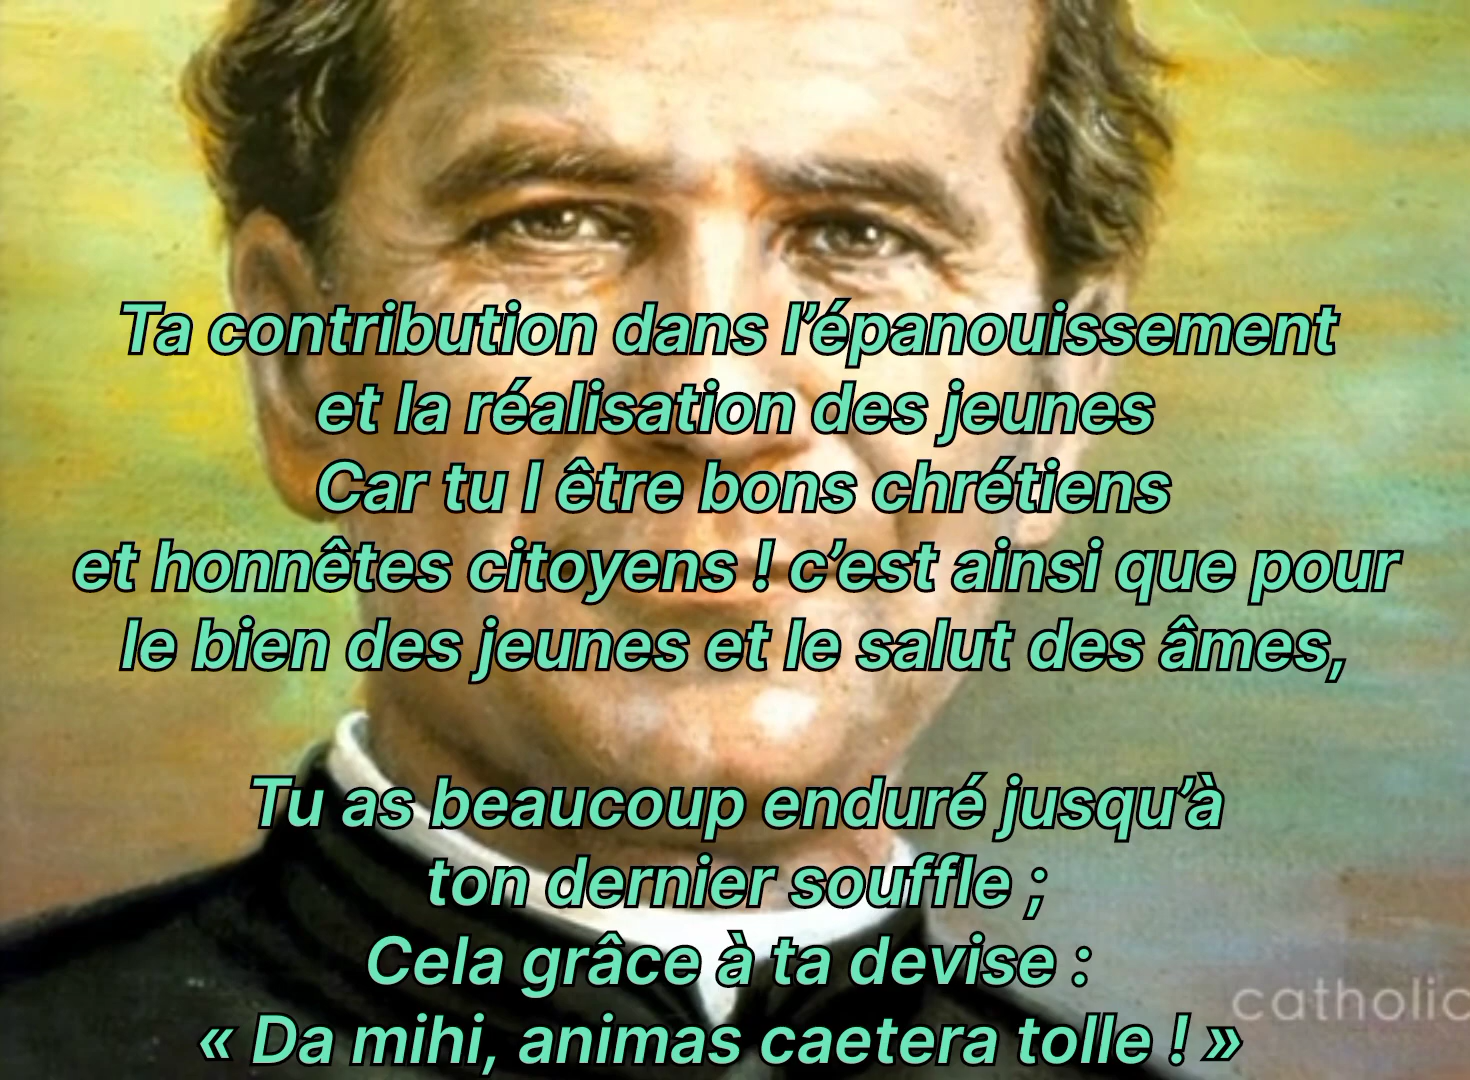 Ta contribution dans l’épanouissement
et la réalisation des jeunes
Car tu l être bons chrétiens
et honnêtes citoyens ! c’est ainsi que pour
le bien des jeunes et le salut des âmes,
Tu as beaucoup enduré jusqu’à
ton dernier souffle ;
Cela grâce à ta devise :
« Da mihi, animas caetera tolle ! »
catholic